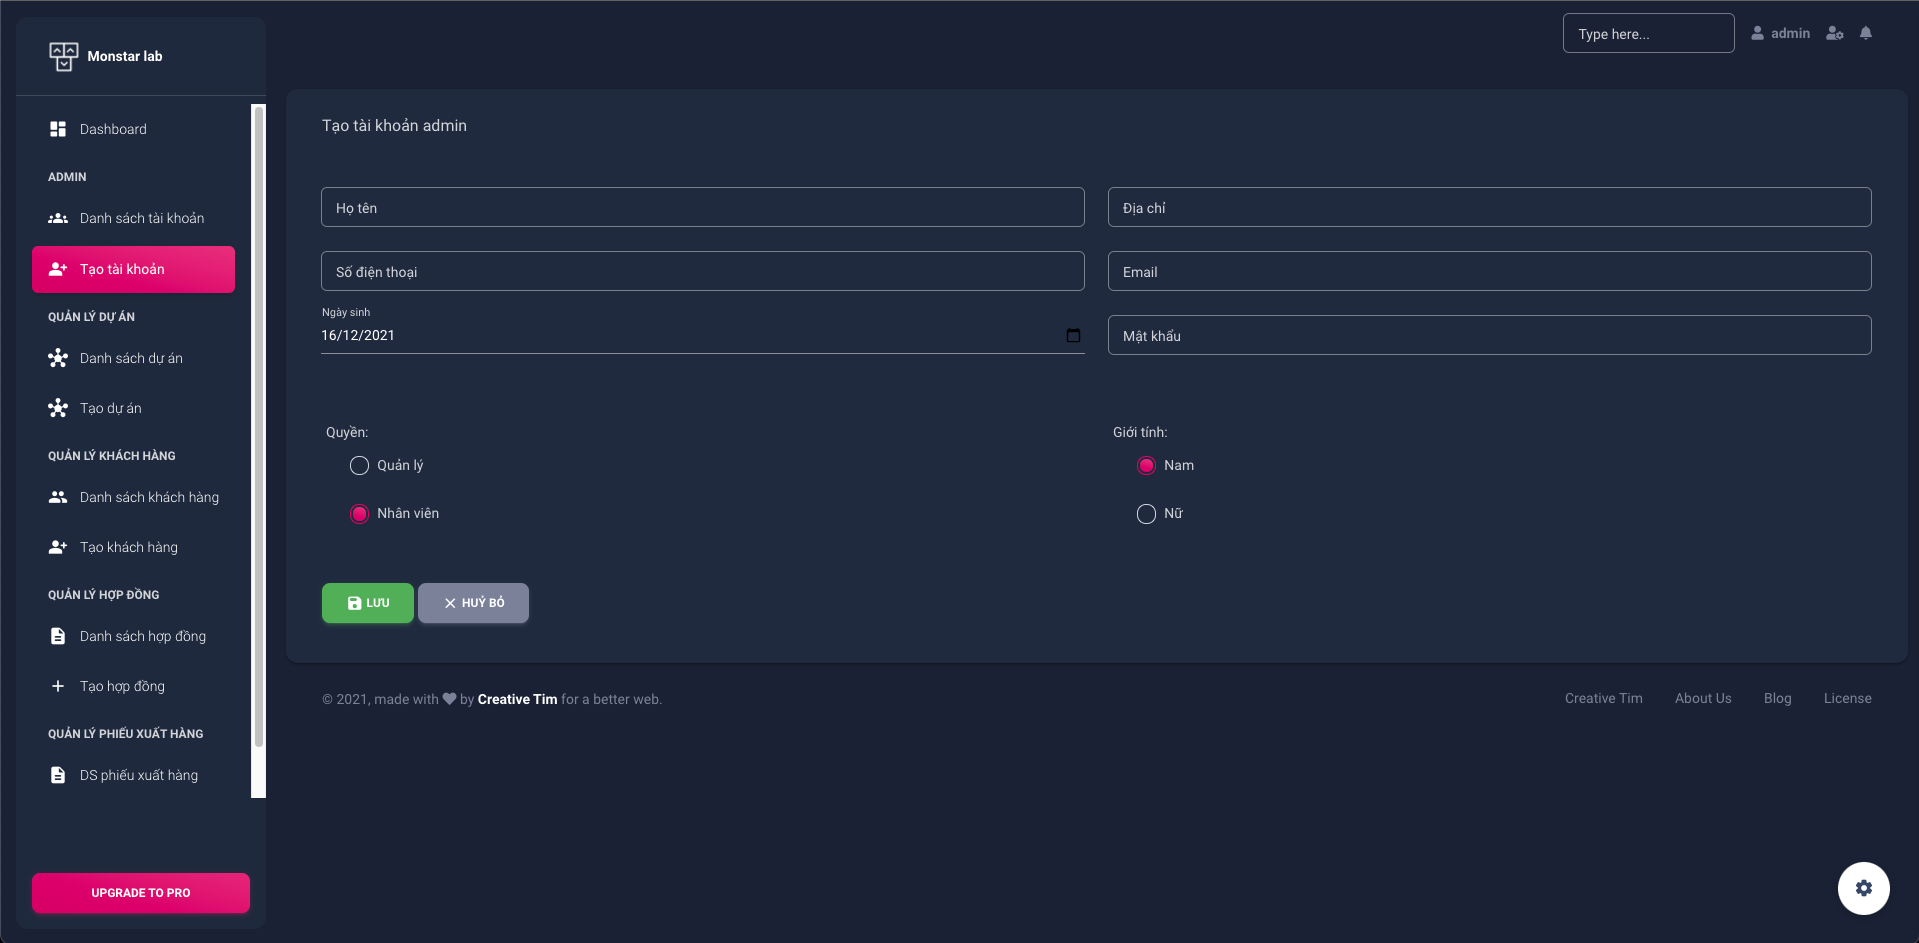 Monstar lab
Dashboard
ADMIN
Danh sách tài khoản
Tạo tài khoản
QUẢN LÝ DỰ ÁN
Danh sách dự án
Tạo dự án
QUẢN LÝ KHÁCH HÀNG
Danh sách khách hàng
Tạo khách hàng
QUẢN LÝ HỢP ĐỒNG
Danh sách hợp đồng
Tạo hợp đồng
QUẢN LÝ PHIẾU XUẤT HÀNG
DS phiếu xuất hàng
UPGRADE TO PRO
Type here...
admin
Tạo tài khoản admin
Họ tên
Địa chỉ
Số điện thoại
Email
Ngày sinh
16/12/2021
Mật khẩu
Quyền:
Quản lý
Nhân viên
Giới tính:
Nam
Nữ
LƯU
HUỶ BỎ
© 2021, made with ♥ by Creative Tim for a better web.
Creative Tim
About Us
Blog
License